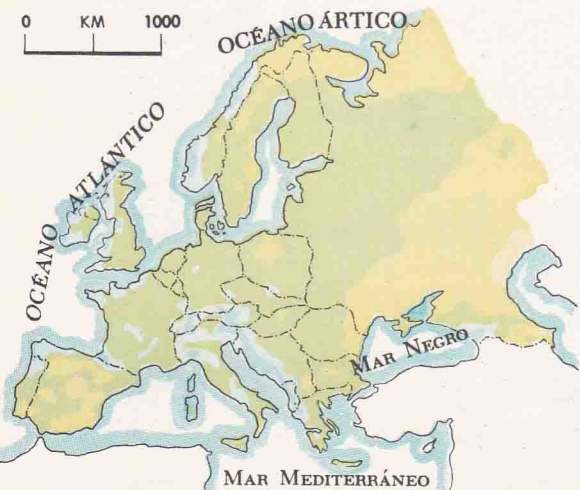 0 KM 1000
OCÉANO ÁRTICO
OCÉANO ATLÁNTICO
MAR NEGRO
MAR MEDITERRÁNEO